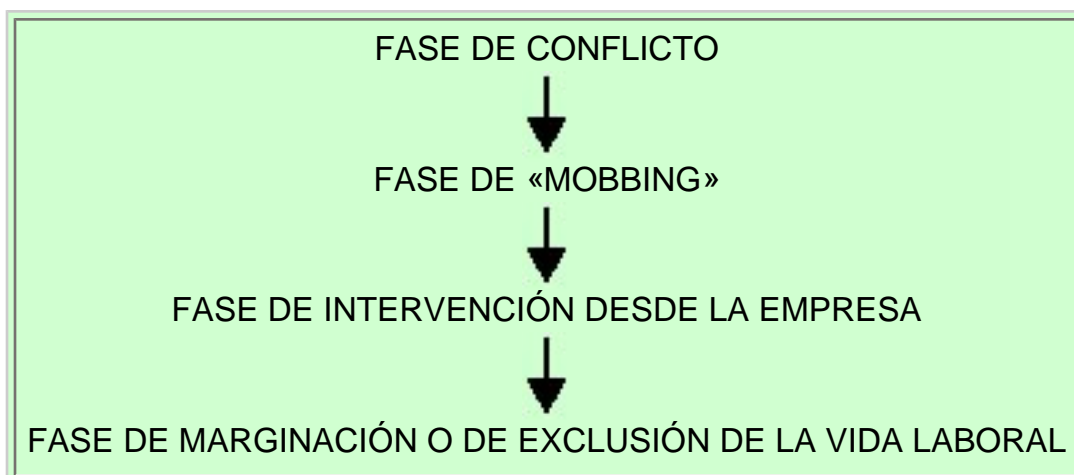 FASE DE CONFLICTO
FASE DE «MOBBING»
FASE DE INTERVENCIÓN DESDE LA EMPRESA
FASE DE MARGINACIÓN O DE EXCLUSIÓN DE LA VIDA LABORAL